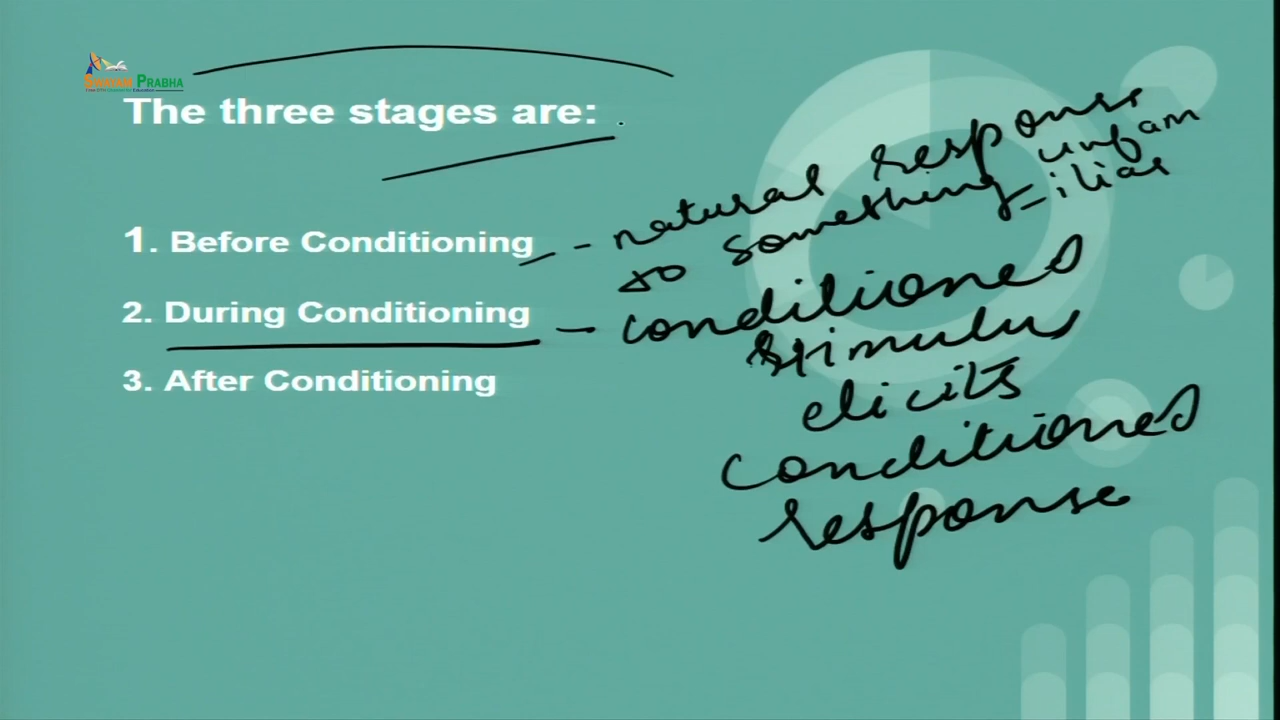 SWAYAM PRABHA
The three stages are:
1. Before Conditioning
- natural response
to something unfam
-iliar
2. During Conditioning
- conditioned
stimulu
elicits
conditioned
response
3. After Conditioning